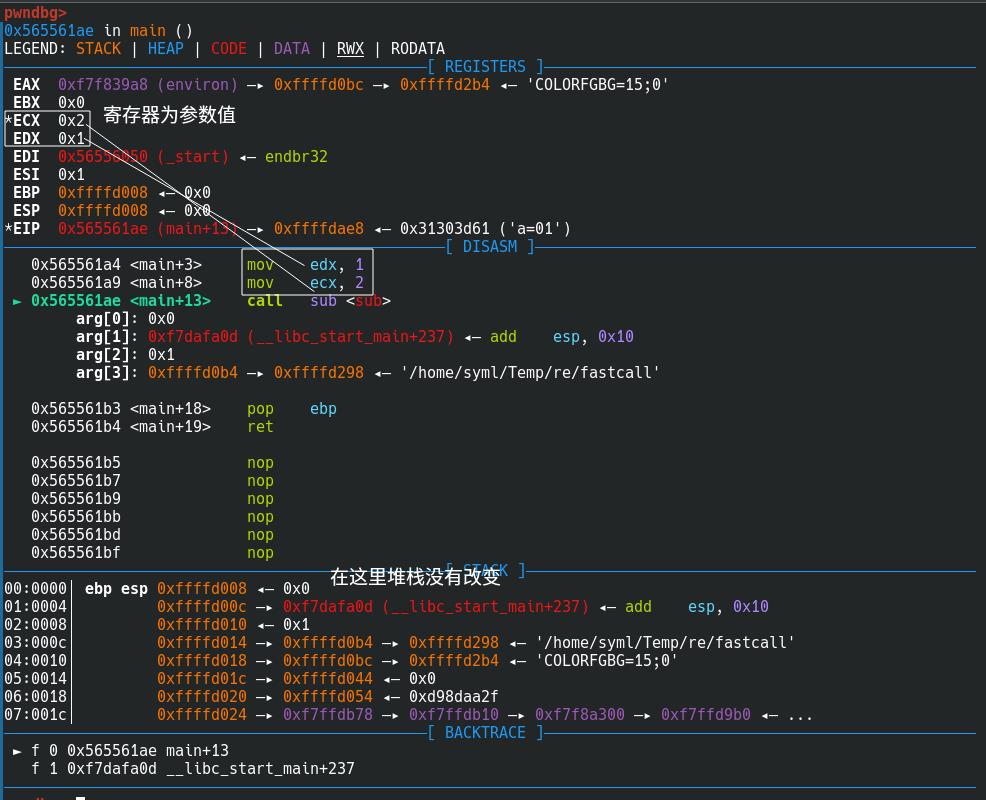 pwndbg>
0x565561ae in main ()
LEGEND: STACK | HEAP | CODE | DATA | RWX | RODATA
[ REGISTERS ]
EAX 0xf7f839a8 (environ) —▸ 0xffffd0bc —▸ 0xffffd2b4 ◂— 'COLORFGBG=15;0'
EBX 0x0
*ECX 0x2 寄存器为参数值
EDX 0x1
EDI 0x56556050 (_start) ◂— endbr32
ESI 0x1
EBP 0xffffd008 ◂— 0x0
ESP 0xffffd008 ◂— 0x0
*EIP 0x565561ae (main+13) —▸ 0xffffdae8 ◂— 0x31303d61 ('a=01')
[ DISASM ]
0x565561a4 <main+3> mov edx, 1
0x565561a9 <main+8> mov ecx, 2
► 0x565561ae <main+13> call sub <sub>
arg[0]: 0x0
arg[1]: 0xf7dafa0d (__libc_start_main+237) ◂— add esp, 0x10
arg[2]: 0x1
arg[3]: 0xffffd0b4 —▸ 0xffffd298 ◂— '/home/syml/Temp/re/fastcall'
0x565561b3 <main+18> pop ebp
0x565561b4 <main+19> ret
0x565561b5 nop
0x565561b7 nop
0x565561b9 nop
0x565561bb nop
0x565561bd nop
0x565561bf nop
[ STACK ]
在这里堆栈没有改变
00:0000│ ebp esp 0xffffd008 ◂— 0x0
01:0004│ 0xffffd00c —▸ 0xf7dafa0d (__libc_start_main+237) ◂— add esp, 0x10
02:0008│ 0xffffd010 ◂— 0x1
03:000c│ 0xffffd014 —▸ 0xffffd0b4 —▸ 0xffffd298 ◂— '/home/syml/Temp/re/fastcall'
04:0010│ 0xffffd018 —▸ 0xffffd0bc —▸ 0xffffd2b4 ◂— 'COLORFGBG=15;0'
05:0014│ 0xffffd01c —▸ 0xffffd044 ◂— 0x0
06:0018│ 0xffffd020 —▸ 0xffffd054 ◂— 0xd98daa2f
07:001c│ 0xffffd024 —▸ 0xf7ffdb78 —▸ 0xf7ffdb10 —▸ 0xf7f8a300 —▸ 0xf7ffd9b0 ◂— ...
[ BACKTRACE ]
► f 0 0x565561ae main+13
f 1 0xf7dafa0d __libc_start_main+237